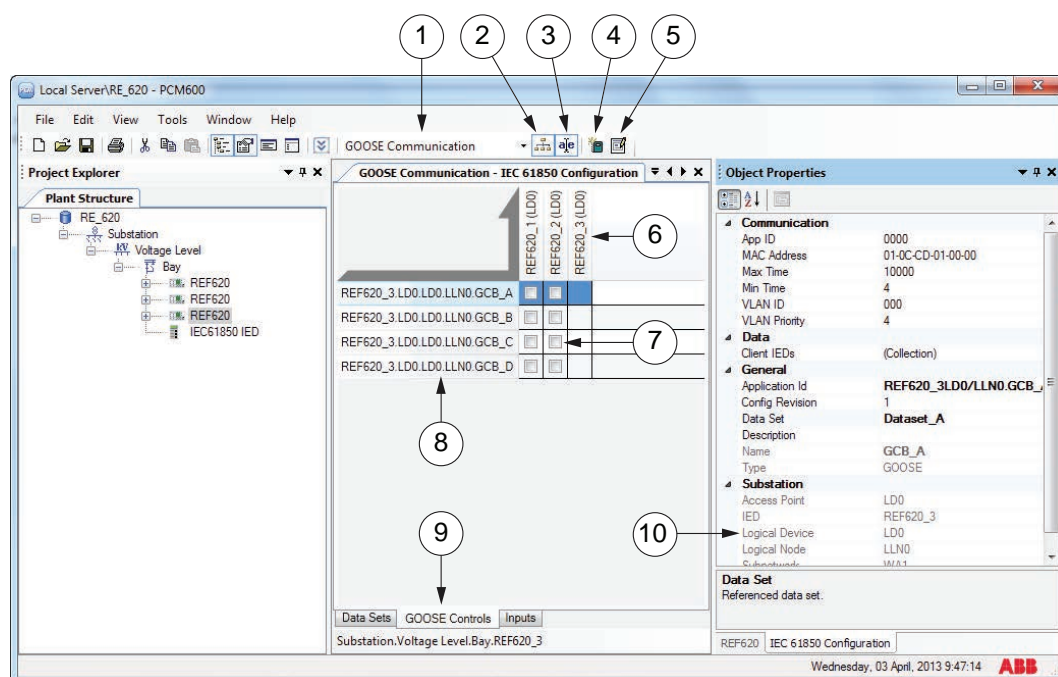 1
2
3
4
5
Local Server\RE_620 - PCM600
File Edit View Tools Window Help
GOOSE Communication
Project Explorer
Plant Structure
RE_620
Substation
Voltage Level
Bay
REF620
REF620
REF620
IEC61850 IED
GOOSE Communication - IEC 61850 Configuration
REF620_1 (LD0)
REF620_2 (LD0)
REF620_3 (LD0)
6
REF620_3.LD0.LD0.LLN0.GCB_A
REF620_3.LD0.LD0.LLN0.GCB_B
REF620_3.LD0.LD0.LLN0.GCB_C
7
REF620_3.LD0.LD0.LLN0.GCB_D
8
9
Data Sets GOOSE Controls Inputs
Substation.Voltage Level.Bay.REF620_3
Object Properties
Communication
App ID 0000
MAC Address 01-0C-CD-01-00-00
Max Time 10000
Min Time 4
VLAN ID 000
VLAN Priority 4
Data
Client IEDs (Collection)
General
Application Id REF620_3LD0/LLN0.GCB_
Config Revision 1
Data Set Dataset_A
Description
Name GCB_A
Type GOOSE
Substation
Access Point LD0
IED REF620_3
10
Logical Device LD0
Logical Node LLN0
Data Set
Referenced data set.
REF620 IEC 61850 Configuration
Wednesday, 03 April, 2013 9:47:14 ABB